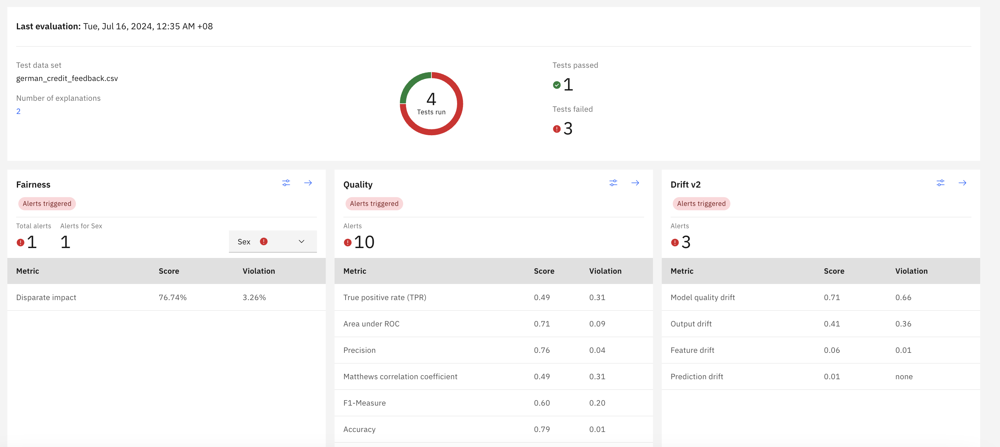 Last evaluation: Tue, Jul 16, 2024, 12:35 AM +08
Test data set
german_credit_feedback.csv
Number of explanations
2
4
Tests run
Tests passed
1
Tests failed
3
Fairness
Alerts triggered
Total alerts Alerts for Sex
1 1
Sex
Metric Score Violation
Disparate impact 76.74% 3.26%
Quality
Alerts triggered
Alerts
10
Metric Score Violation
True positive rate (TPR) 0.49 0.31
Area under ROC 0.71 0.09
Precision 0.76 0.04
Matthews correlation coefficient 0.49 0.31
F1-Measure 0.60 0.20
Accuracy 0.79 0.01
Drift v2
Alerts triggered
Alerts
3
Metric Score Violation
Model quality drift 0.71 0.66
Output drift 0.41 0.36
Feature drift 0.06 0.01
Prediction drift 0.01 none